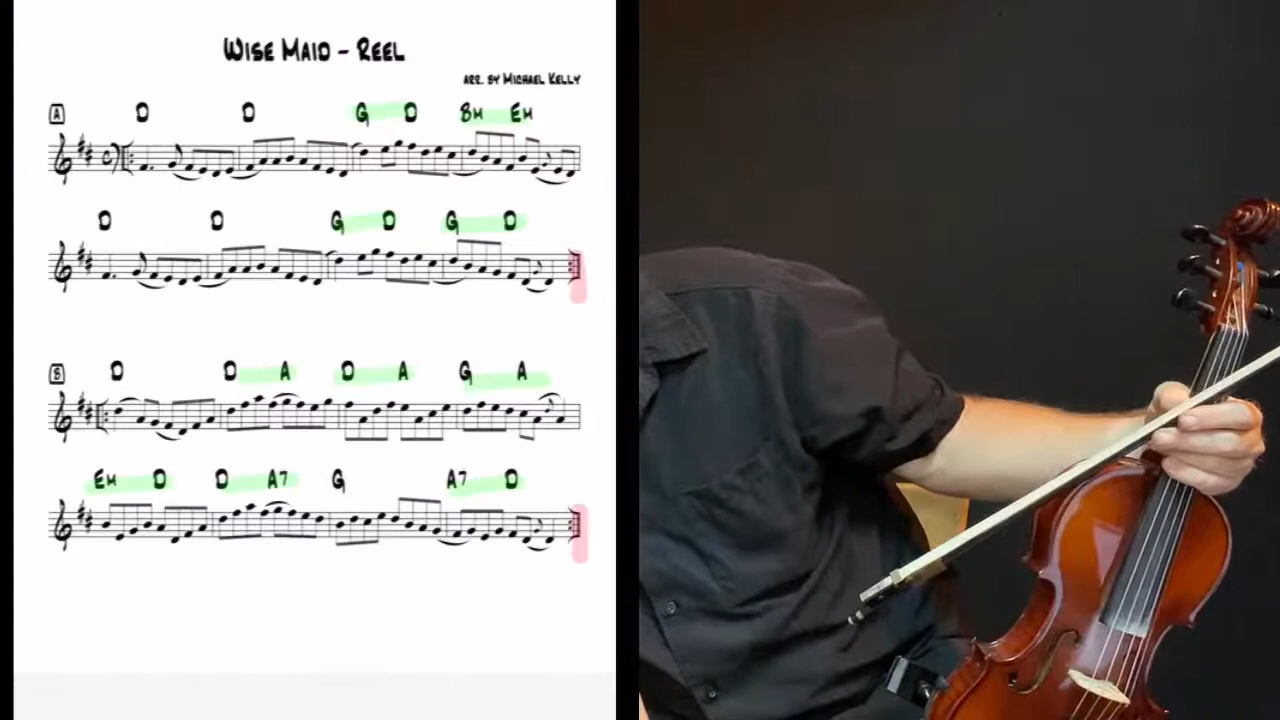 Wise Maid - Reel
arr. by Michael Kelly
A D D G D Bm Em
D D G D G D
B D D A D A G A
Em D D A7 G A7 D